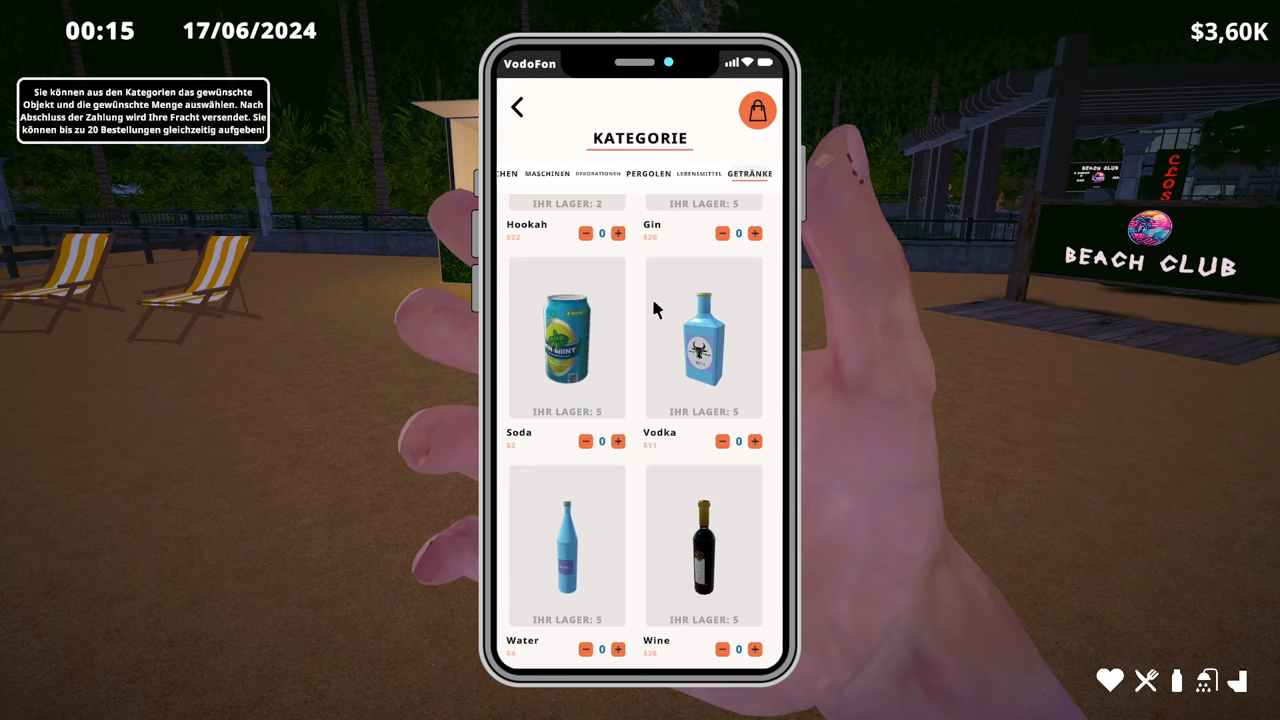 00:15
17/06/2024
$3,60K
Sie können aus den Kategorien das gewünschte
Objekt und die gewünschte Menge auswählen. Nach
Abschluss der Zahlung wird Ihre Fracht versendet. Sie
können bis zu 20 Bestellungen gleichzeitig aufgeben!
VodoFon
KATEGORIE
CHEN MASCHINEN DEKORATIONEN PERGOLEN LEBENSMITTEL GETRÄNKE
IHR LAGER: 2 IHR LAGER: 5
Hookah Gin
$22 - 0 + $20 - 0 +
IHR LAGER: 5 IHR LAGER: 5
Soda Vodka
$2 - 0 + $11 - 0 +
IHR LAGER: 5 IHR LAGER: 5
Water Wine
$4 - 0 + - 0 +
BEACH CLUB
CLOS
BEACH CLUB